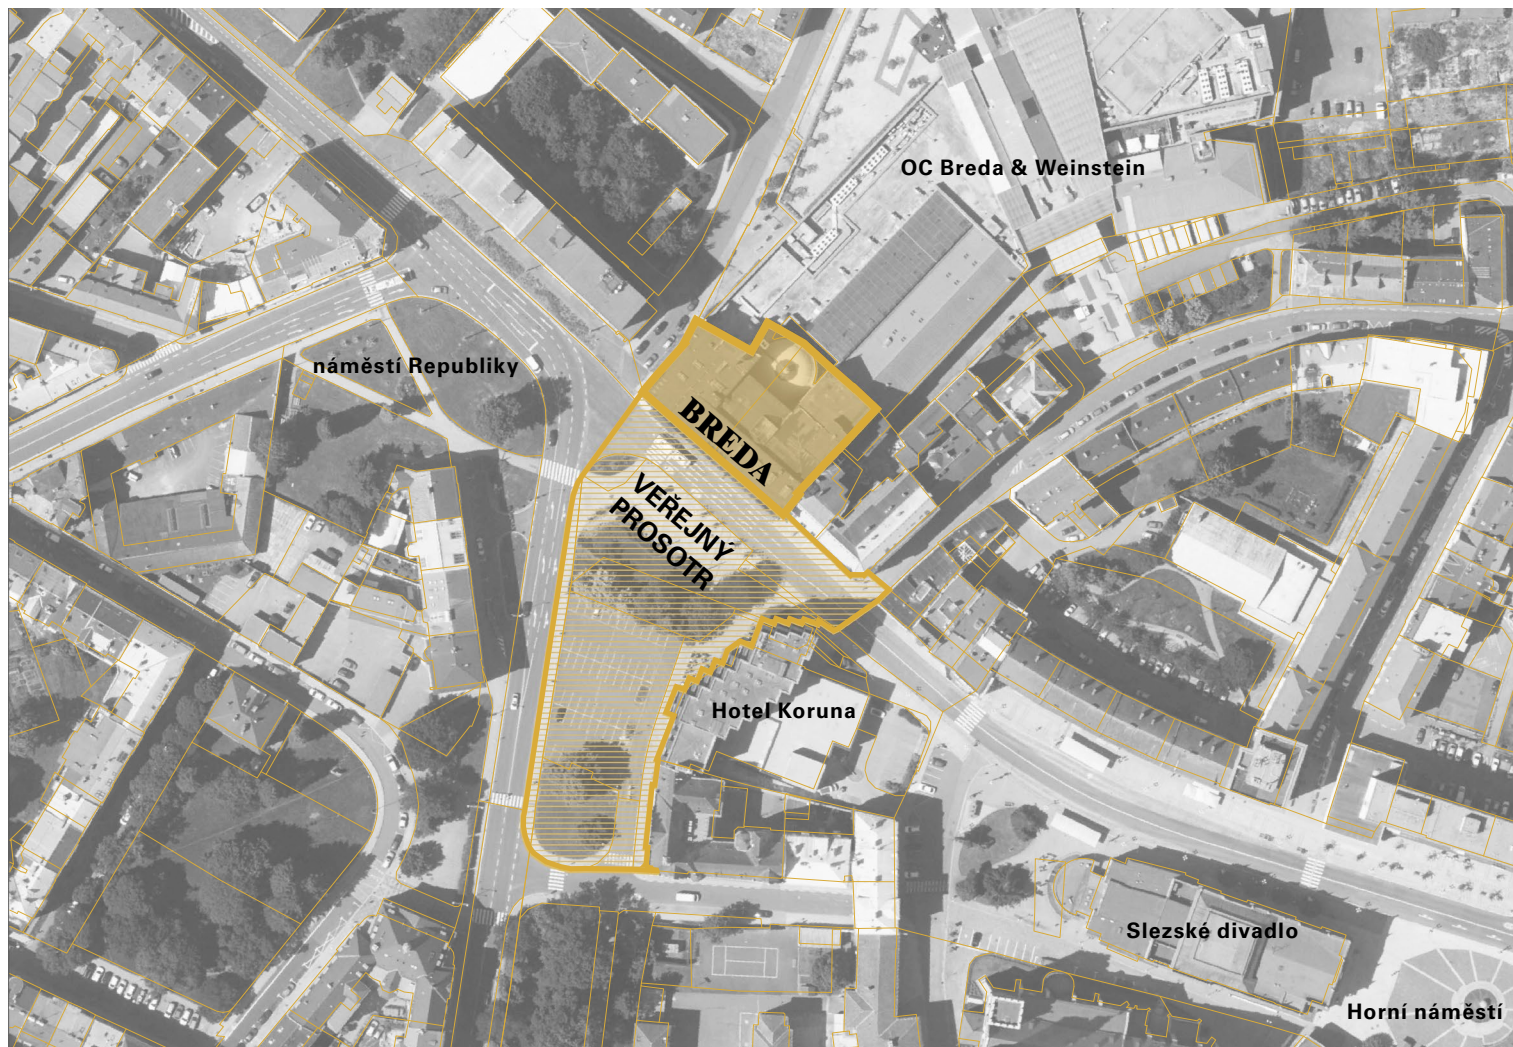 OC Breda & Weinstein
náměstí Republiky
BREDA
VEŘEJNÝ
PROSOTR
Hotel Koruna
Slezské divadlo
Horní náměstí